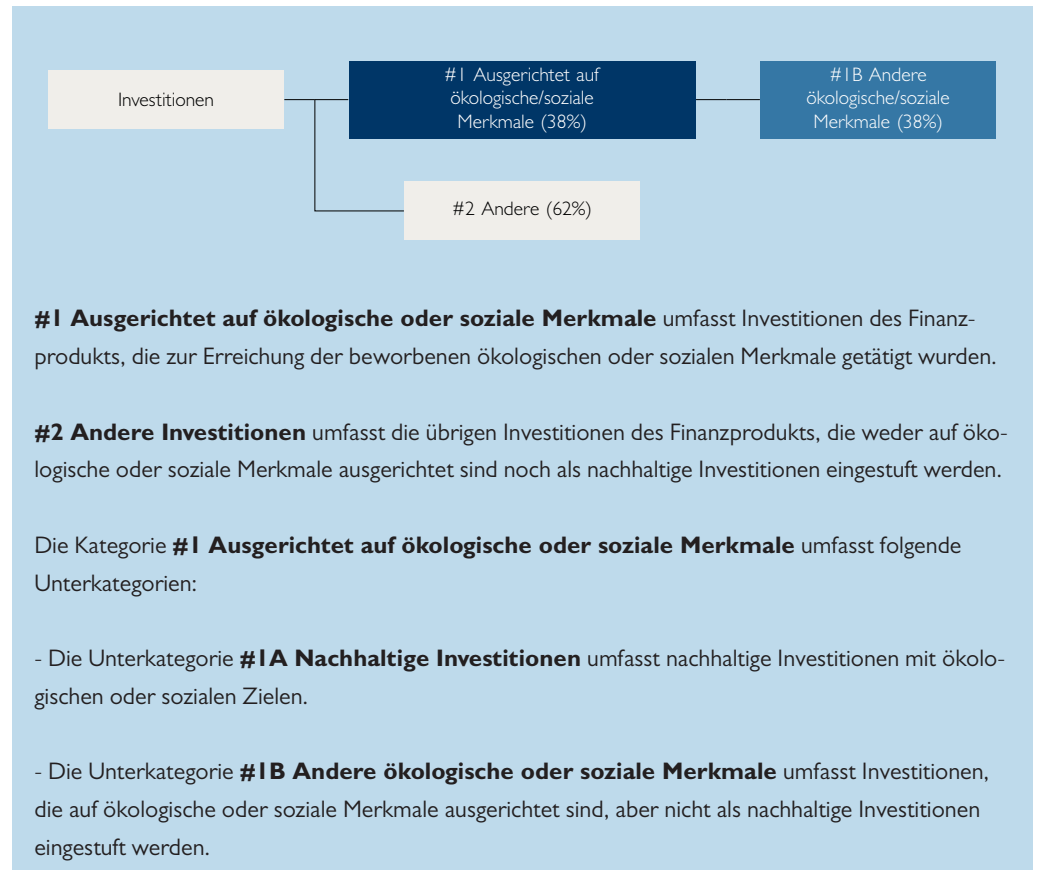 Investitionen
#1 Ausgerichtet auf
ökologische/soziale
Merkmale (38%)
#1B Andere
ökologische/soziale
Merkmale (38%)
#2 Andere (62%)
#1 Ausgerichtet auf ökologische oder soziale Merkmale umfasst Investitionen des Finanz-
produkts, die zur Erreichung der beworbenen ökologischen oder sozialen Merkmale getätigt wurden.
#2 Andere Investitionen umfasst die übrigen Investitionen des Finanzprodukts, die weder auf öko-
logische oder soziale Merkmale ausgerichtet sind noch als nachhaltige Investitionen eingestuft werden.
Die Kategorie #1 Ausgerichtet auf ökologische oder soziale Merkmale umfasst folgende
Unterkategorien:
- Die Unterkategorie #1A Nachhaltige Investitionen umfasst nachhaltige Investitionen mit ökolo-
gischen oder sozialen Zielen.
- Die Unterkategorie #1B Andere ökologische oder soziale Merkmale umfasst Investitionen,
die auf ökologische oder soziale Merkmale ausgerichtet sind, aber nicht als nachhaltige Investitionen
eingestuft werden.